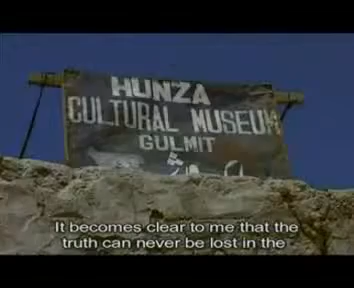 HUNZA
CULTURAL MUSEUM
GULMIT
It becomes clear to me that the
truth can never be lost in the